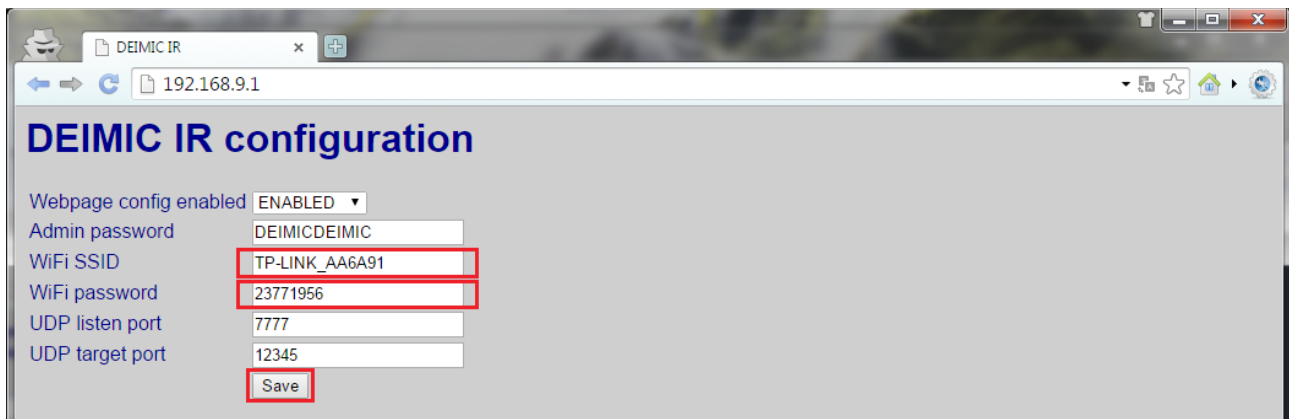 DEIMIC IR
192.168.9.1
DEIMIC IR configuration
Webpage config enabled ENABLED
Admin password DEIMICDEIMIC
WiFi SSID TP-LINK_AA6A91
WiFi password 23771956
UDP listen port 7777
UDP target port 12345
Save